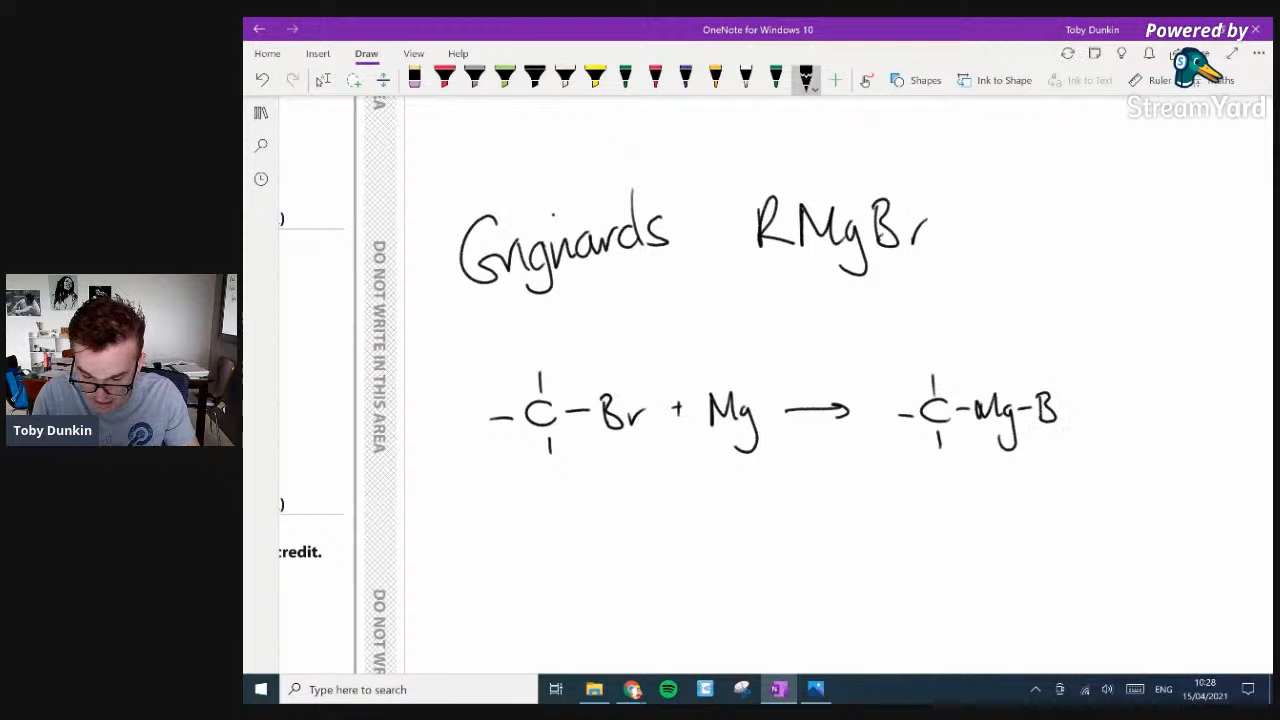 OneNote for Windows 10
Toby Dunkin
Powered by
StreamYard
Home Insert Draw View Help
Shapes Ink to Shape Ink to Text Ruler
DO NOT WRITE IN THIS AREA
Grignards RMgBr
- C - Br + Mg → - C - Mg - B
Toby Dunkin
credit.
DO NOT WR
Type here to search
ENG
10:28
15/04/2021